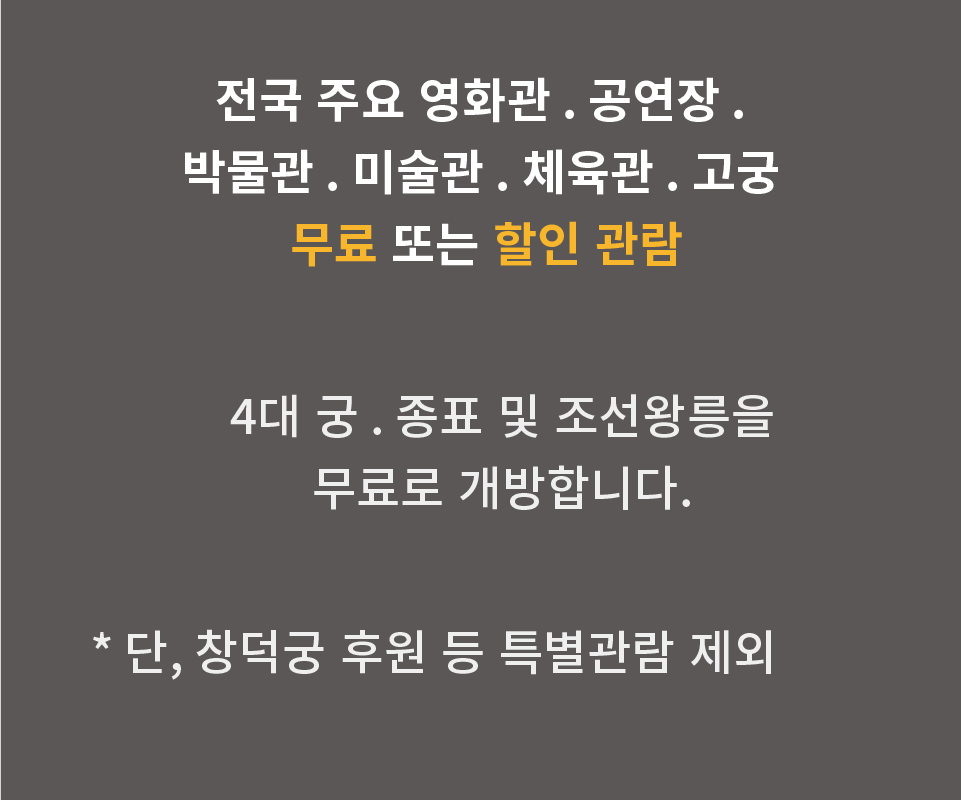 전국 주요 영화관 . 공연장 .
박물관 . 미술관 . 체육관 . 고궁
무료 또는 할인 관람
4대 궁 . 종표 및 조선왕릉을
무료로 개방합니다.
* 단, 창덕궁 후원 등 특별관람 제외